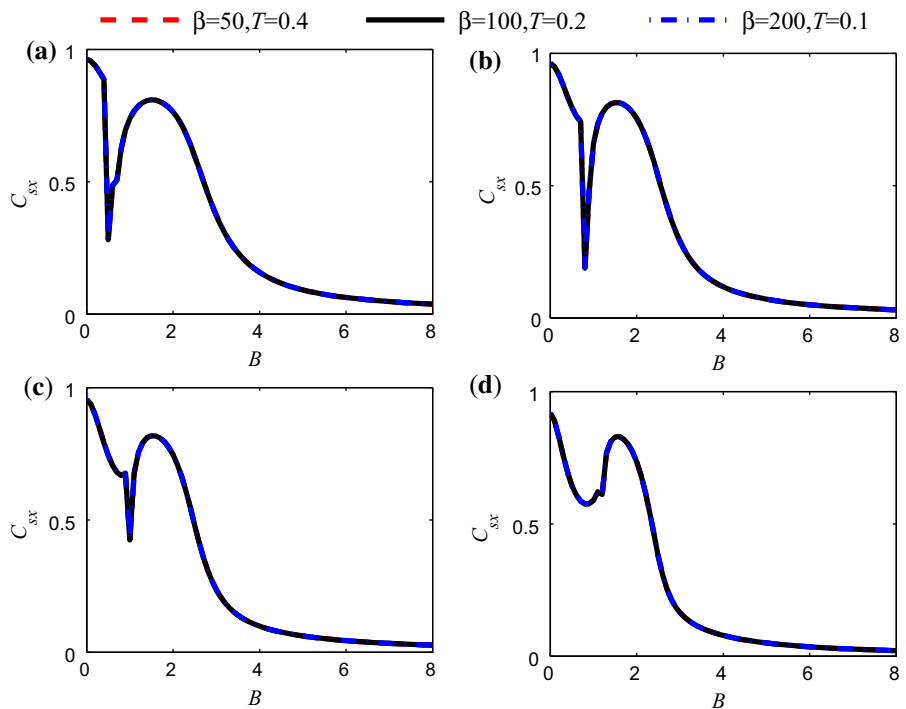 β=50,T=0.4 β=100,T=0.2 β=200,T=0.1
(a) (b)
1 1
C_sx 0.5 C_sx 0.5
0 0
0 2 4 6 8 0 2 4 6 8
B B
(c) (d)
1 1
C_sx 0.5 C_sx 0.5
0 0
0 2 4 6 8 0 2 4 6 8
B B